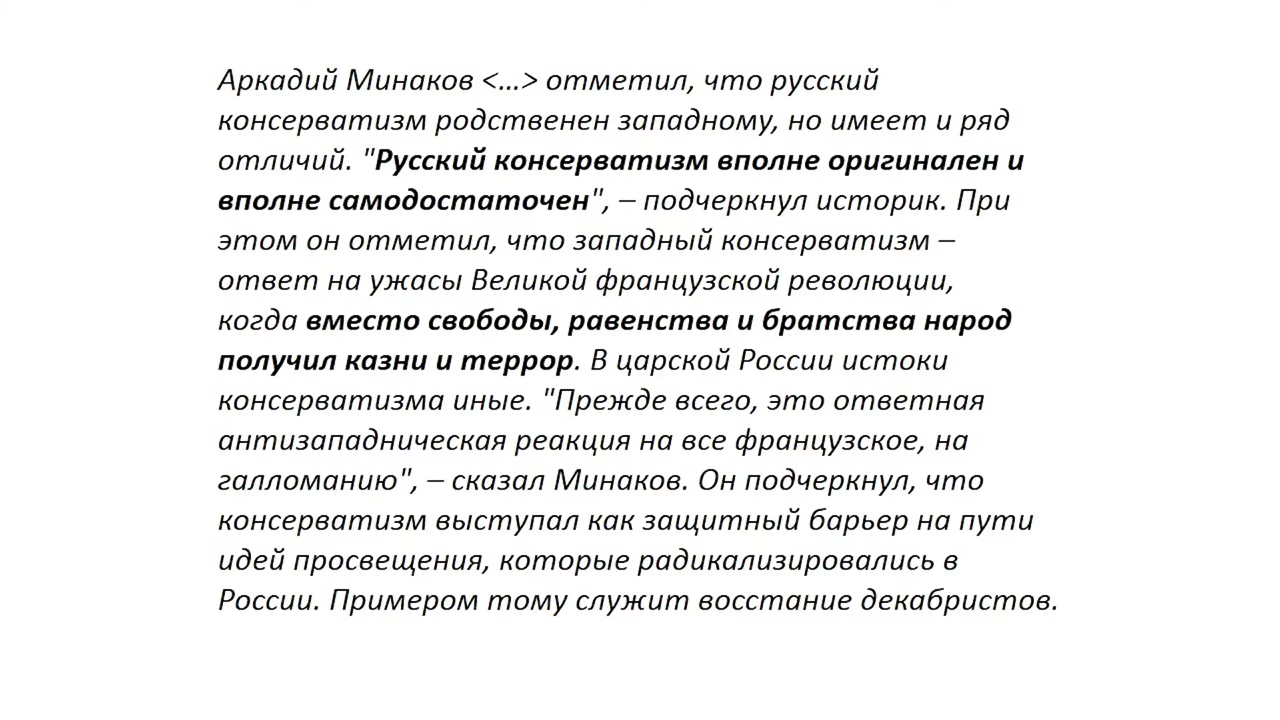 Аркадий Минаков <...> отметил, что русский
консерватизм родственен западному, но имеет и ряд
отличий. "Русский консерватизм вполне оригинален и
вполне самодостаточен", – подчеркнул историк. При
этом он отметил, что западный консерватизм –
ответ на ужасы Великой французской революции,
когда вместо свободы, равенства и братства народ
получил казни и террор. В царской России истоки
консерватизма иные. "Прежде всего, это ответная
антизападническая реакция на все французское, на
галломанию", – сказал Минаков. Он подчеркнул, что
консерватизм выступал как защитный барьер на пути
идей просвещения, которые радикализировались в
России. Примером тому служит восстание декабристов.